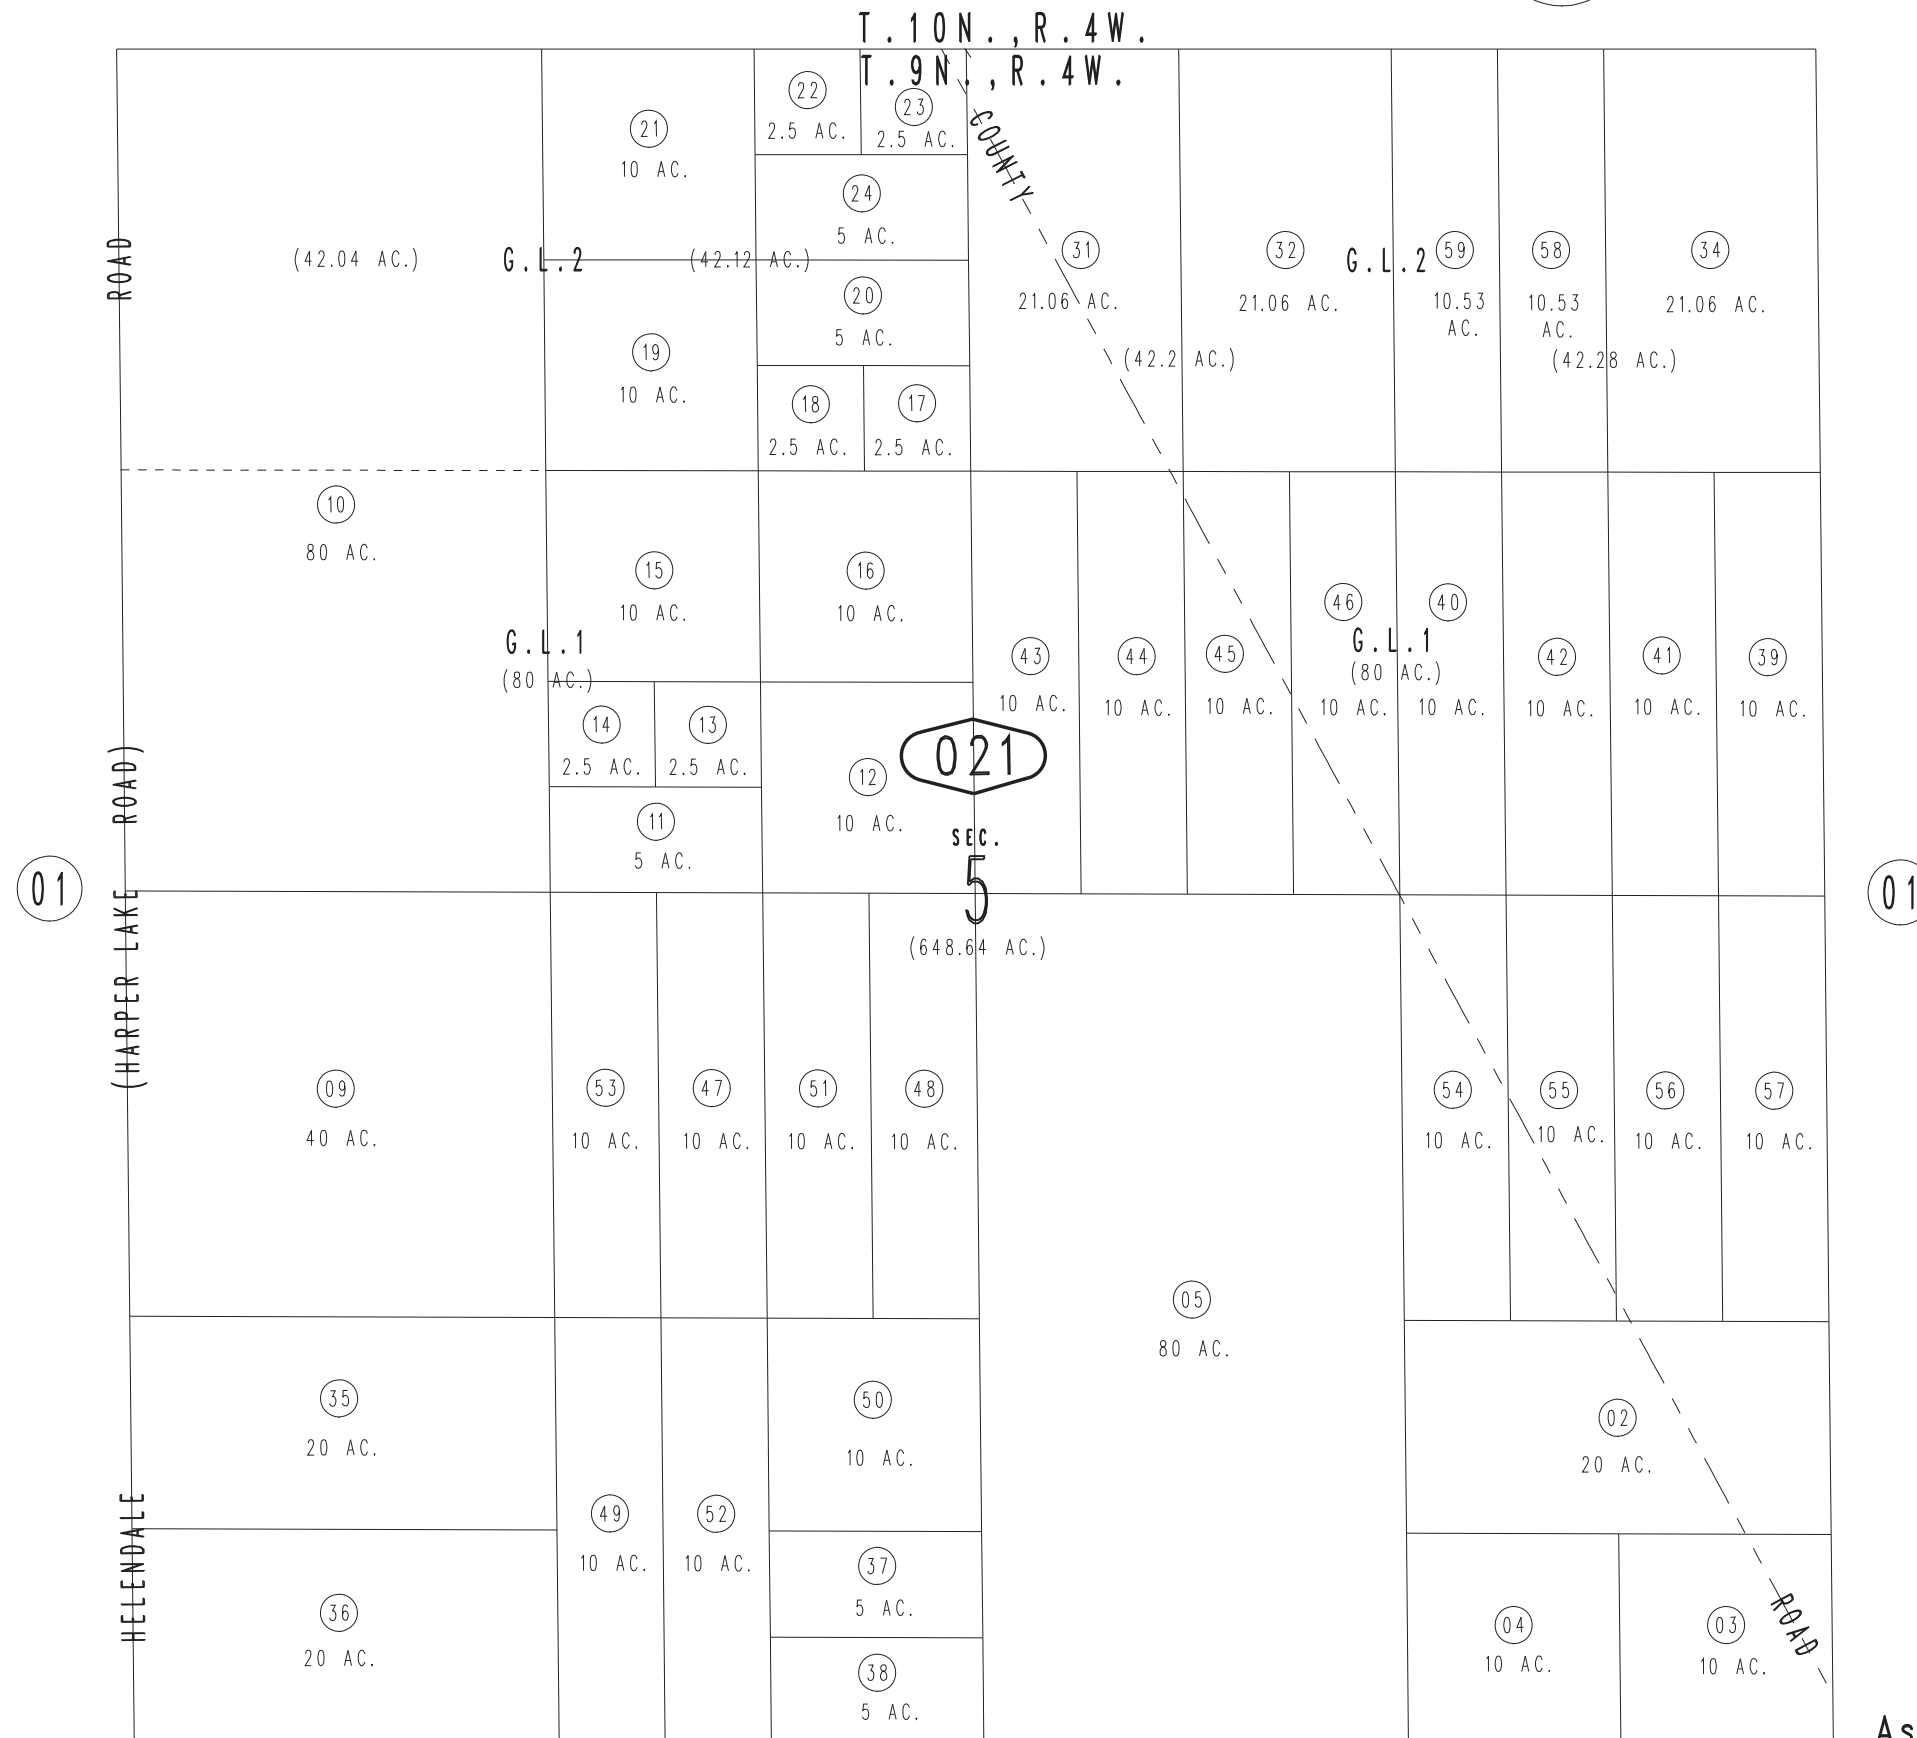 T.10N.,R.4W.
T.9N.,R.4W.
22
2.5 AC.
23
2.5 AC.
21
10 AC.
COUNTY
24
5 AC.
ROAD
(42.04 AC.)
G.L.2
(42.12 AC.)
31
21.06 AC.
32
21.06 AC.
G.L.2
59
10.53
AC.
58
10.53
AC.
34
21.06 AC.
20
5 AC.
19
10 AC.
(42.2 AC.)
(42.28 AC.)
18
2.5 AC.
17
2.5 AC.
10
80 AC.
15
10 AC.
16
10 AC.
G.L.1
(80 AC.)
43
10 AC.
44
10 AC.
45
10 AC.
46
10 AC.
40
10 AC.
G.L.1
(80 AC.)
42
10 AC.
41
10 AC.
39
10 AC.
14
2.5 AC.
13
2.5 AC.
12
10 AC.
021
11
5 AC.
SEC.
5
(648.64 AC.)
01
01
(HARPER LAKE ROAD)
09
40 AC.
53
10 AC.
47
10 AC.
51
10 AC.
48
10 AC.
54
10 AC.
55
10 AC.
56
10 AC.
57
10 AC.
05
80 AC.
35
20 AC.
50
10 AC.
02
20 AC.
HELENDALE
49
10 AC.
52
10 AC.
37
5 AC.
36
20 AC.
38
5 AC.
04
10 AC.
03
10 AC.
ROAD
As